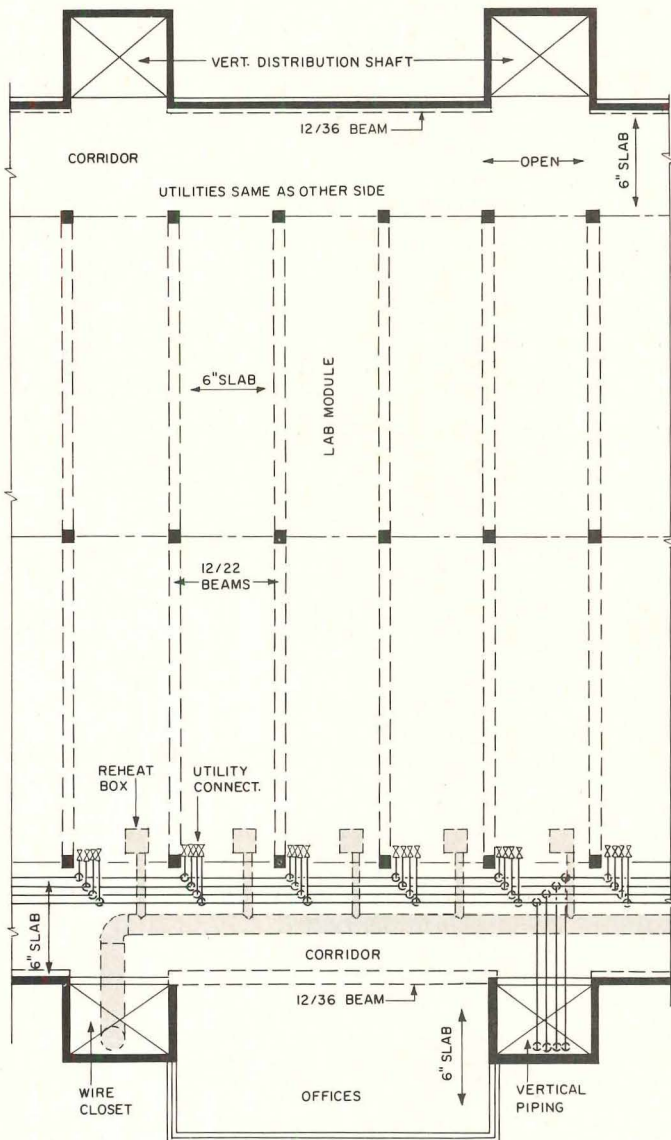 VERT. DISTRIBUTION SHAFT
12/36 BEAM
CORRIDOR
OPEN
6" SLAB
UTILITIES SAME AS OTHER SIDE
6" SLAB
LAB MODULE
12/22
BEAMS
REHEAT
BOX
UTILITY
CONNECT.
6" SLAB
CORRIDOR
12/36 BEAM
6" SLAB
WIRE
CLOSET
OFFICES
VERTICAL
PIPING